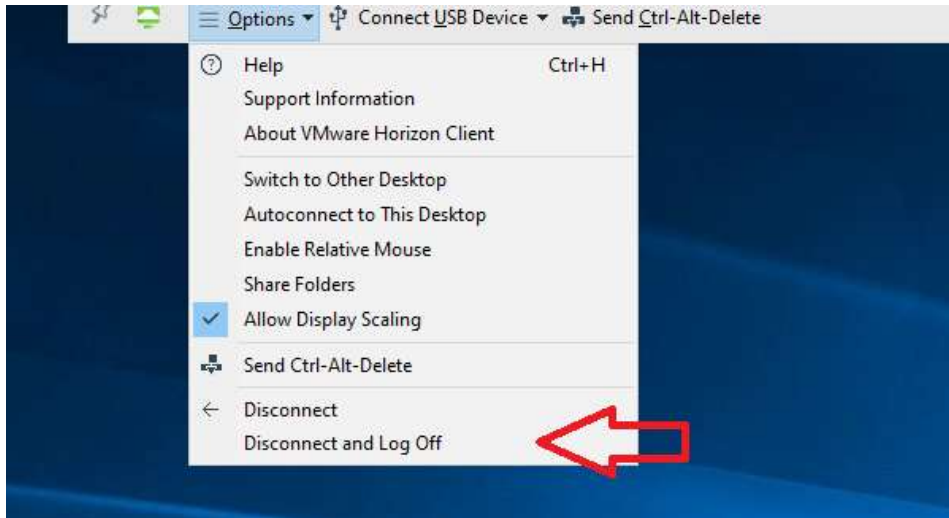 Options Connect USB Device Send Ctrl-Alt-Delete
Help Ctrl+H
Support Information
About VMware Horizon Client
Switch to Other Desktop
Autoconnect to This Desktop
Enable Relative Mouse
Share Folders
Allow Display Scaling
Send Ctrl-Alt-Delete
Disconnect
Disconnect and Log Off